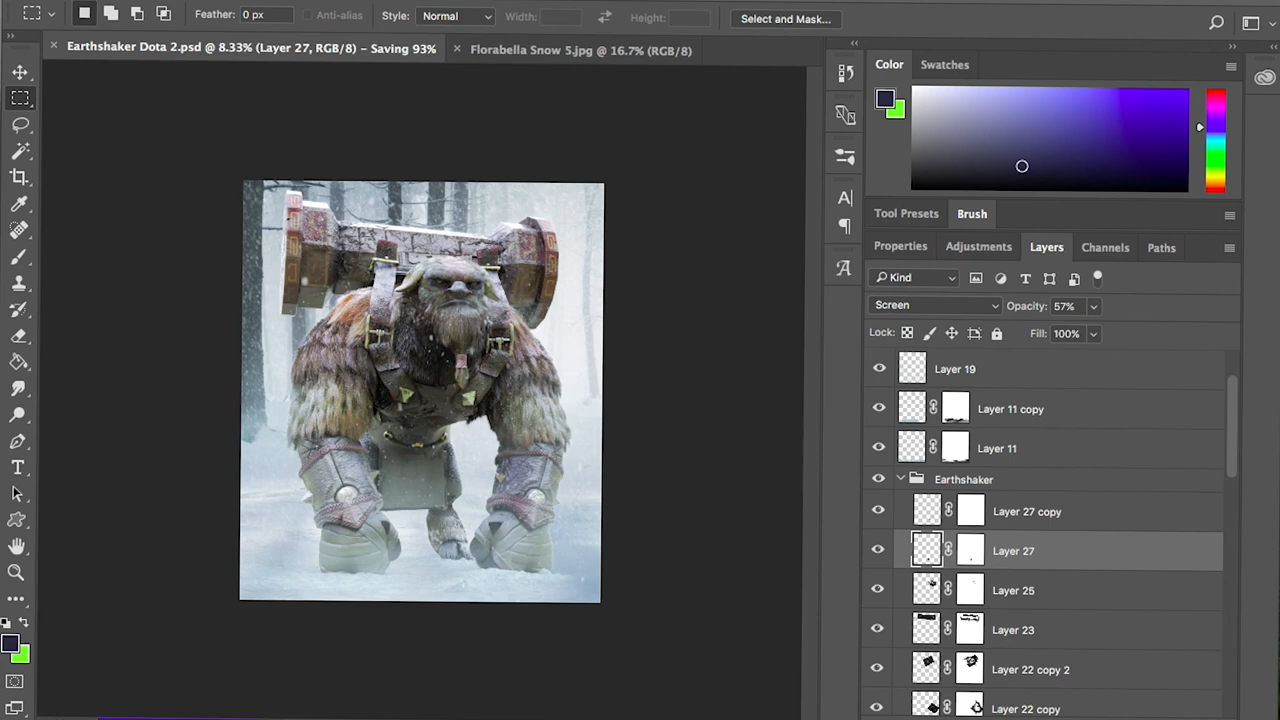 Feather: 0 px Anti-alias Style: Normal Width: Height: Select and Mask...
Earthshaker Dota 2.psd @ 8.33% (Layer 27, RGB/8) – Saving 93% Florabella Snow 5.jpg @ 16.7% (RGB/8)
Color Swatches
Tool Presets Brush
Properties Adjustments Layers Channels Paths
Kind
Screen Opacity: 57%
Lock: Fill: 100%
Layer 19
Layer 11 copy
Layer 11
Earthshaker
Layer 27 copy
Layer 27
Layer 25
Layer 23
Layer 22 copy 2
Layer 22 copy